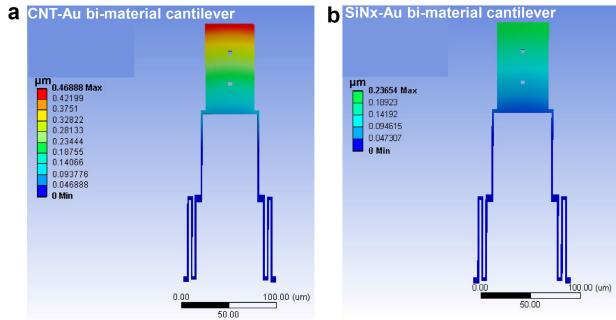 a CNT-Au bi-material cantilever
µm
0.46888 Max
0.42199
0.3751
0.32822
0.28133
0.23444
0.18755
0.14066
0.093776
0.046888
0 Min
0.00 100.00 (um)
50.00
b SiNx-Au bi-material cantilever
µm
0.23654 Max
0.18923
0.14192
0.094615
0.047307
0 Min
0.00 100.00 (um)
50.00